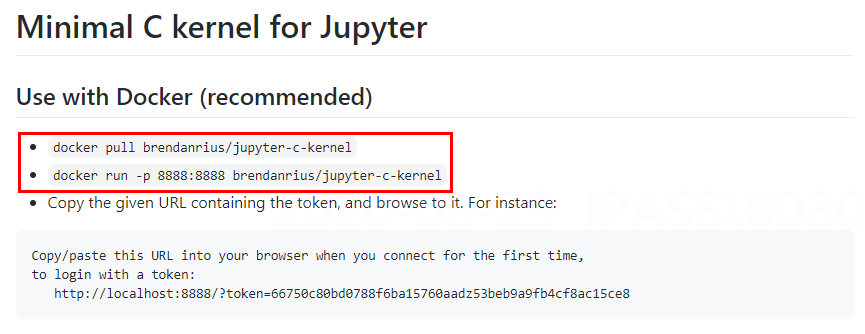 Minimal C kernel for Jupyter
Use with Docker (recommended)
docker pull brendanrius/jupyter-c-kernel
docker run -p 8888:8888 brendanrius/jupyter-c-kernel
Copy the given URL containing the token, and browse to it. For instance:
Copy/paste this URL into your browser when you connect for the first time,
to login with a token:
http://localhost:8888/?token=66750c80bd0788f6ba15760aadz53beb9a9fb4cf8ac15ce8